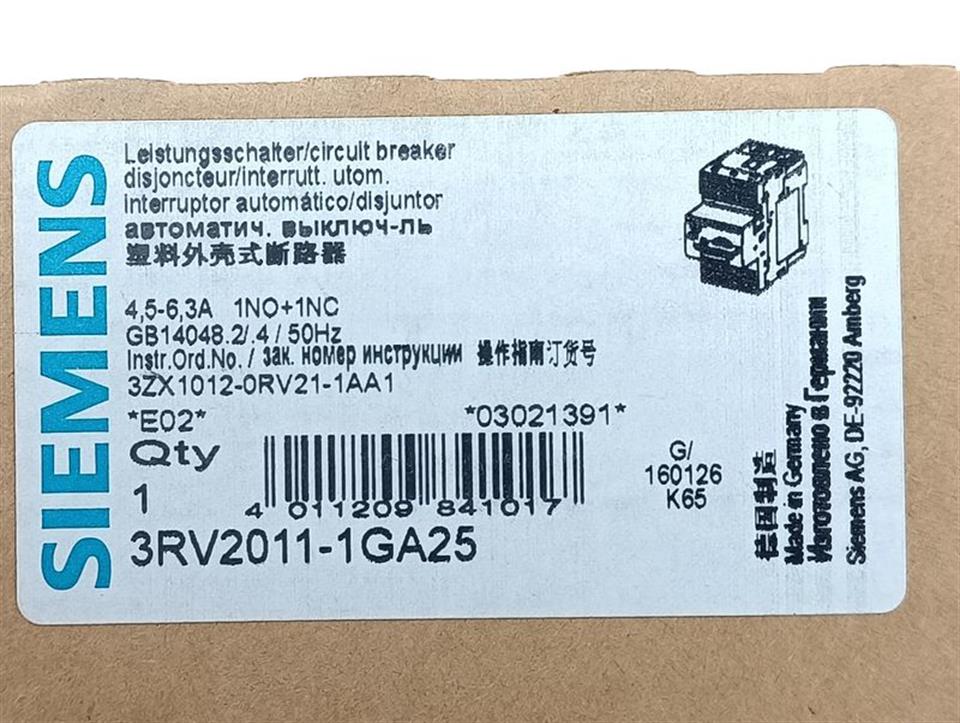 SIEMENS
Leistungsschalter/circuit breaker
disjoncteur/interrutt. utom.
interruptor automático/disjuntor
автоматич. выключ-ль
塑料外壳式断路器
4,5-6,3A 1NO+1NC
GB14048.2/.4/50Hz
Instr.Ord.No. / зак. номер инструкции 操作指南订货号
3ZX1012-0RV21-1AA1
*E02* *03021391*
Qty
1
4 011209 841017
3RV2011-1GA25
G/
160126
K65
德国制造
Made in Germany
Изготовлено в Германии
Siemens AG, DE-92220 Amberg